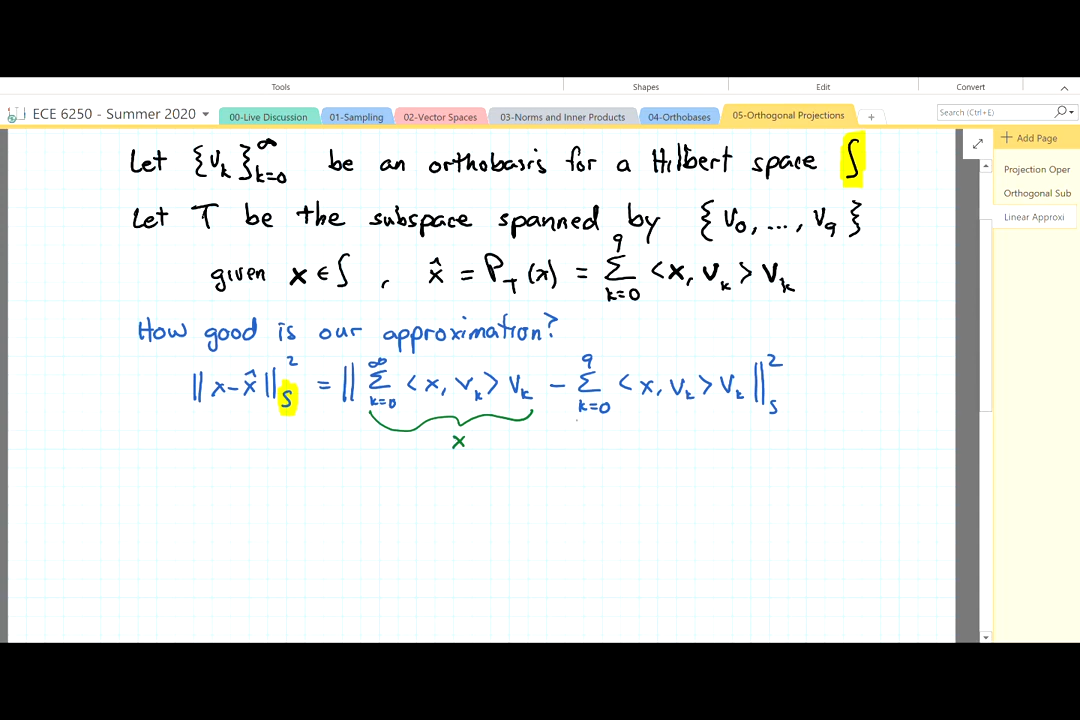 Tools Shapes Edit Convert
ECE 6250 - Summer 2020 00-Live Discussion 01-Sampling 02-Vector Spaces 03-Norms and Inner Products 04-Orthobases 05-Orthogonal Projections + Search (Ctrl+E)
+ Add Page
Projection Oper
Orthogonal Sub
Linear Approxi
Let {v_k}_{k=0}^∞ be an orthobasis for a Hilbert space S
Let T be the subspace spanned by {v_0, ..., v_9}
given x ∈ S, x̂ = P_T(x) = Σ_{k=0}^{9} <x, v_k> v_k
How good is our approximation?
||x - x̂||_S^2 = || Σ_{k=0}^{∞} <x, v_k> v_k - Σ_{k=0}^{9} <x, v_k> v_k ||_S^2
x